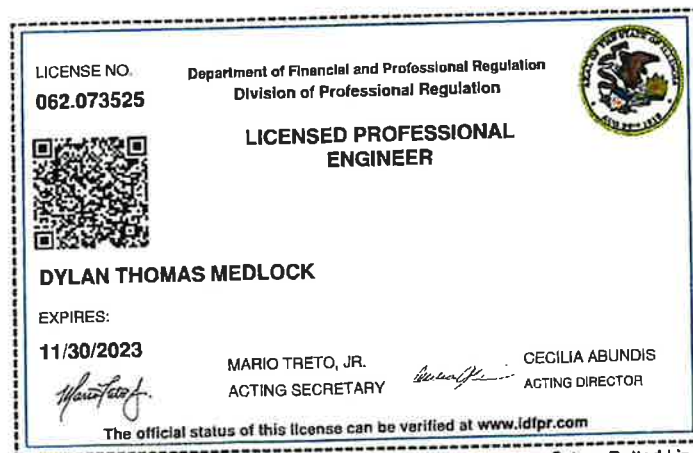 LICENSE NO.
062.073525
Department of Financial and Professional Regulation
Division of Professional Regulation
LICENSED PROFESSIONAL
ENGINEER
DYLAN THOMAS MEDLOCK
EXPIRES:
11/30/2023
MARIO TRETO, JR.
ACTING SECRETARY
CECILIA ABUNDIS
ACTING DIRECTOR
The official status of this license can be verified at www.idfpr.com